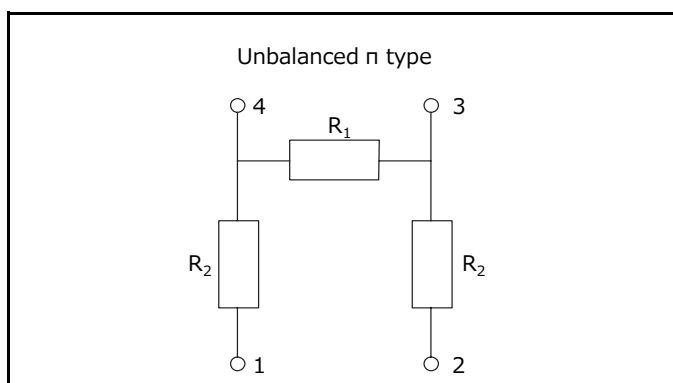 Unbalanced π type
4
3
R₁
R₂
R₂
1
2